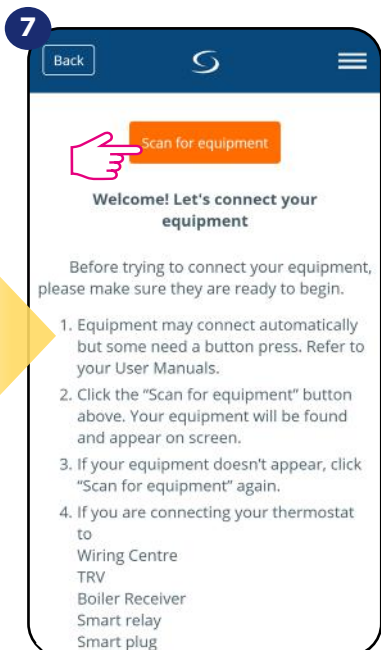 7
Back
Scan for equipment
Welcome! Let's connect your
equipment
Before trying to connect your equipment,
please make sure they are ready to begin.
1. Equipment may connect automatically
but some need a button press. Refer to
your User Manuals.
2. Click the “Scan for equipment” button
above. Your equipment will be found
and appear on screen.
3. If your equipment doesn't appear, click
“Scan for equipment” again.
4. If you are connecting your thermostat
to
Wiring Centre
TRV
Boiler Receiver
Smart relay
Smart plug